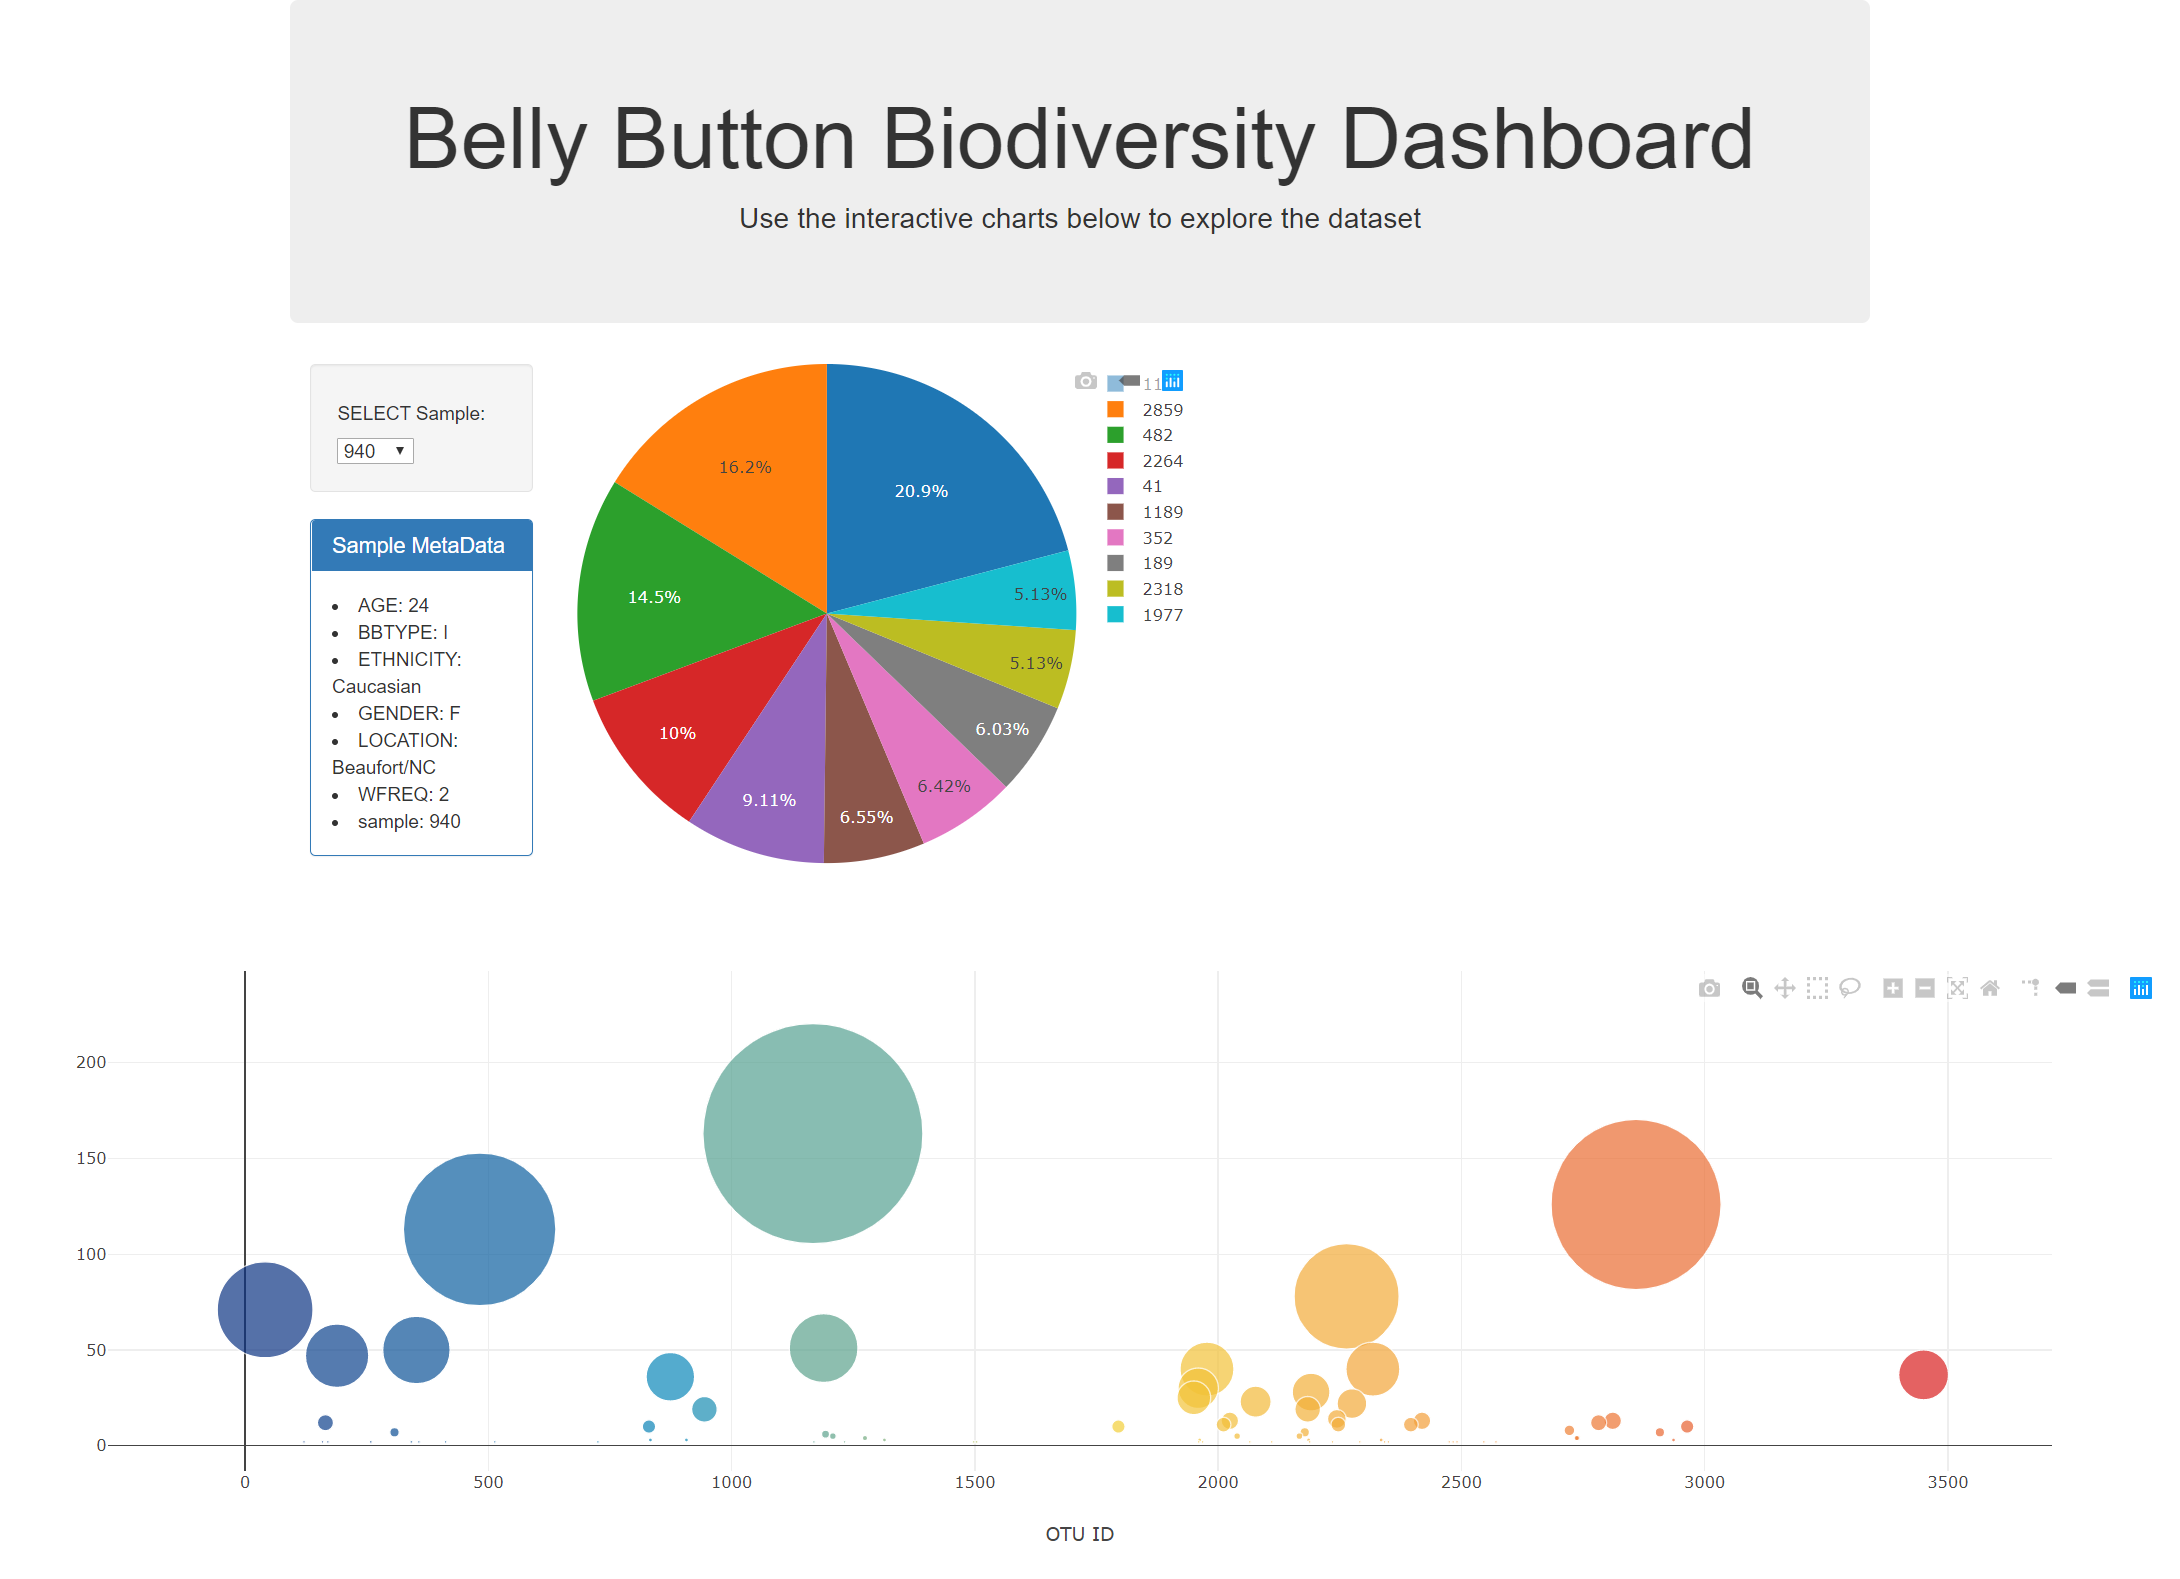 Belly Button Biodiversity Dashboard
Use the interactive charts below to explore the dataset
SELECT Sample:
940
Sample MetaData
AGE: 24
BBTYPE: I
ETHNICITY:
Caucasian
GENDER: F
LOCATION:
Beaufort/NC
WFREQ: 2
sample: 940
16.2%
20.9%
14.5%
5.13%
5.13%
10%
6.03%
9.11%
6.55%
6.42%
2859
482
2264
41
1189
352
189
2318
1977
200
150
100
50
0
0 500 1000 1500 2000 2500 3000 3500
OTU ID